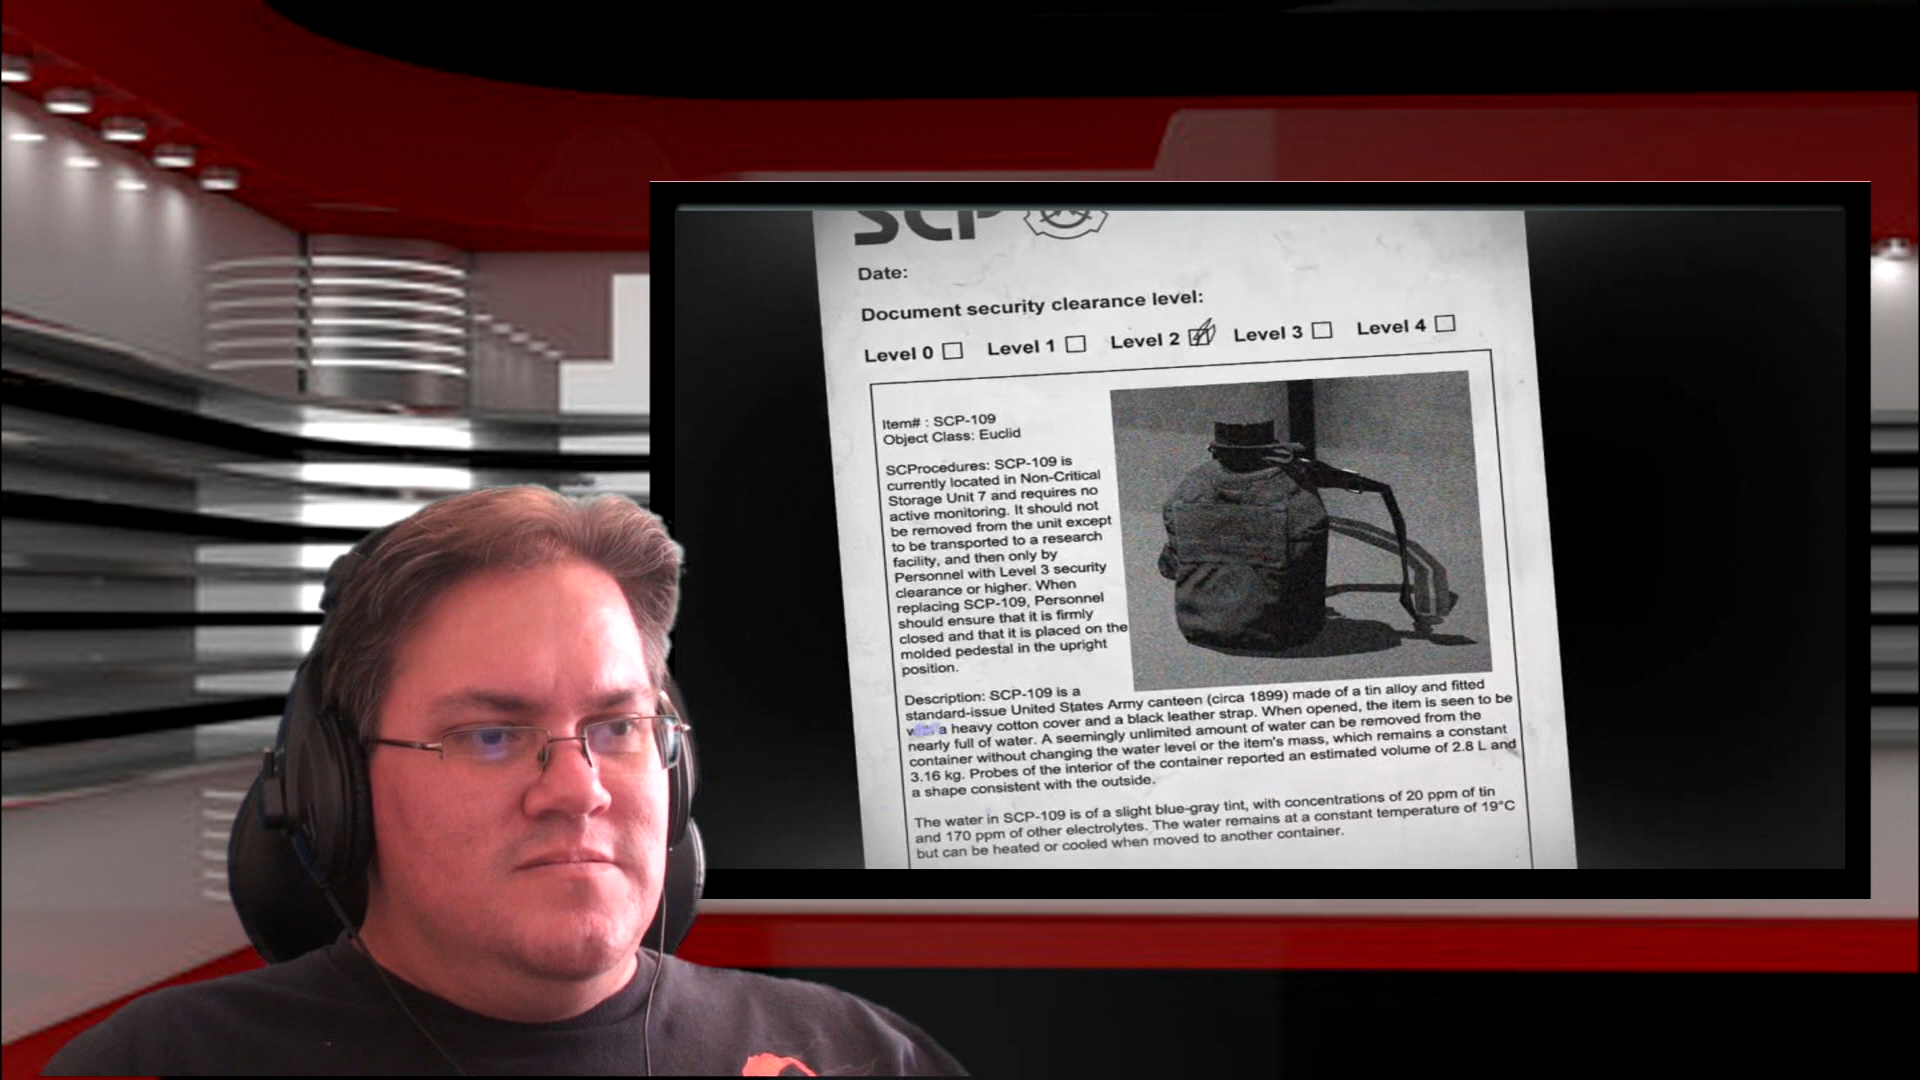 SCP
Date:
Document security clearance level:
Level 0 Level 1 Level 2 Level 3 Level 4
Item# : SCP-109
Object Class: Euclid
SCProcedures: SCP-109 is
currently located in Non-Critical
Storage Unit 7 and requires no
active monitoring. It should not
be removed from the unit except
to be transported to a research
facility, and then only by
Personnel with Level 3 security
clearance or higher. When
replacing SCP-109, Personnel
should ensure that it is firmly
closed and that it is placed on the
molded pedestal in the upright
position.
Description: SCP-109 is a
standard-issue United States Army canteen (circa 1899) made of a tin alloy and fitted
a heavy cotton cover and a black leather strap. When opened, the item is seen to be
nearly full of water. A seemingly unlimited amount of water can be removed from the
container without changing the water level or the item's mass, which remains a constant
3.16 kg. Probes of the interior of the container reported an estimated volume of 2.8 L and
a shape consistent with the outside.
The water in SCP-109 is of a slight blue-gray tint, with concentrations of 20 ppm of tin
and 170 ppm of other electrolytes. The water remains at a constant temperature of 19°C
but can be heated or cooled when moved to another container.